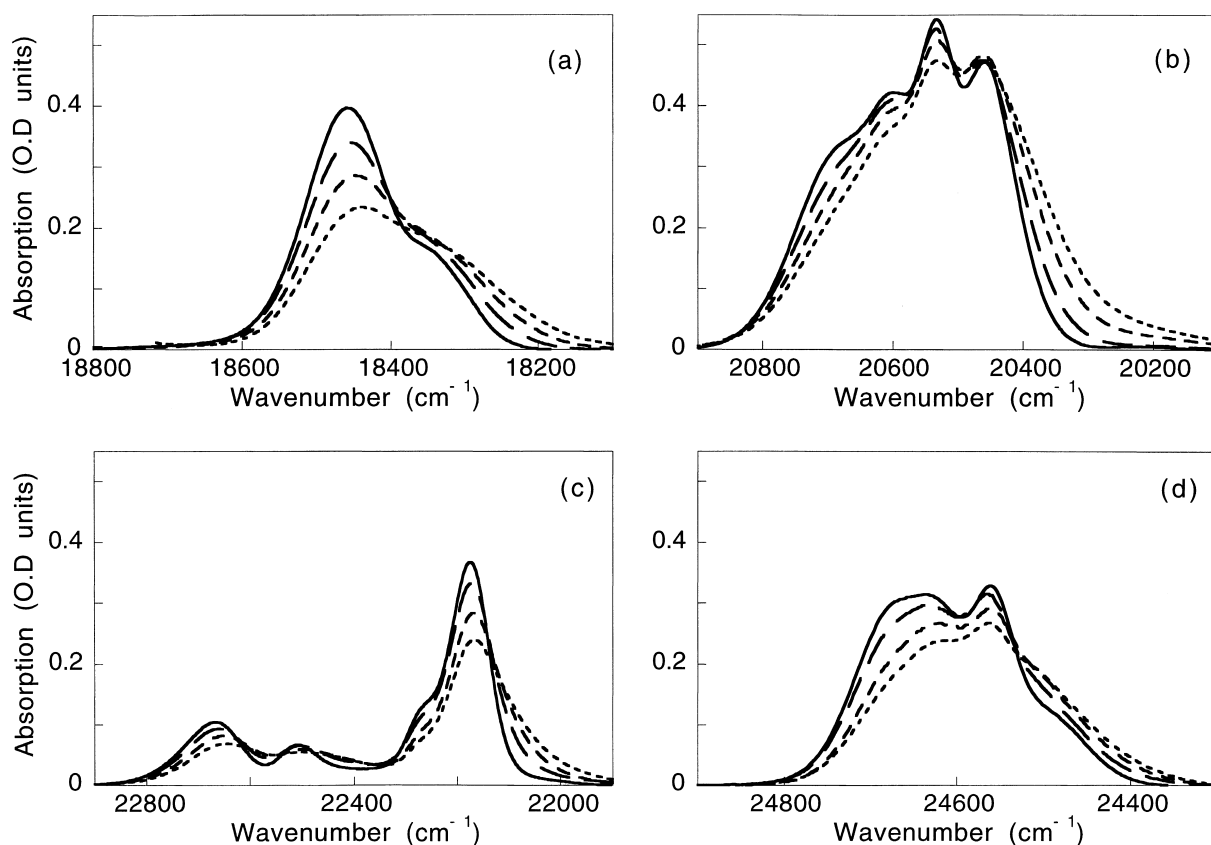 (a)
Absorption (O.D units)
0.4
0.2
0
18800 18600 18400 18200
Wavenumber (cm⁻¹)
(b)
0.4
0.2
0
20800 20600 20400 20200
Wavenumber (cm⁻¹)
(c)
Absorption (O.D units)
0.4
0.2
0
22800 22400 22000
Wavenumber (cm⁻¹)
(d)
0.4
0.2
0
24800 24600 24400
Wavenumber (cm⁻¹)